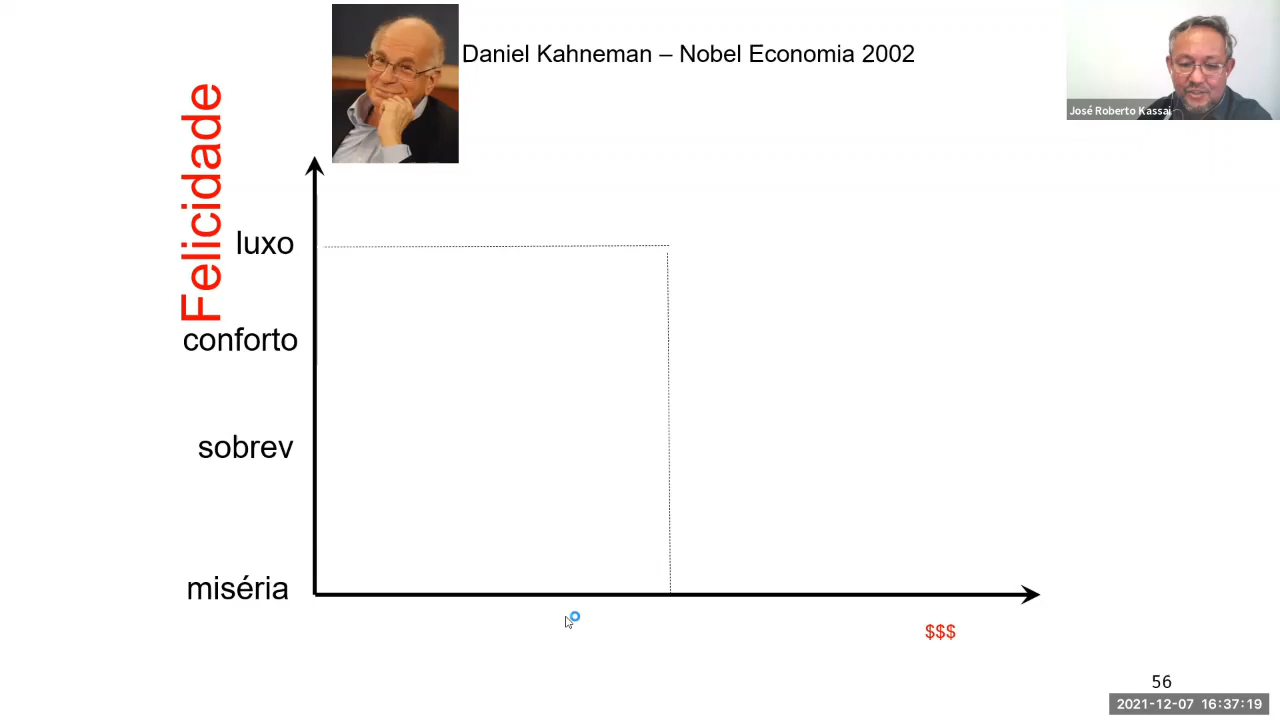 Daniel Kahneman – Nobel Economia 2002
José Roberto Kassai
Felicidade
luxo
conforto
sobrev
miséria
$$$
56
2021-12-07 16:37:19